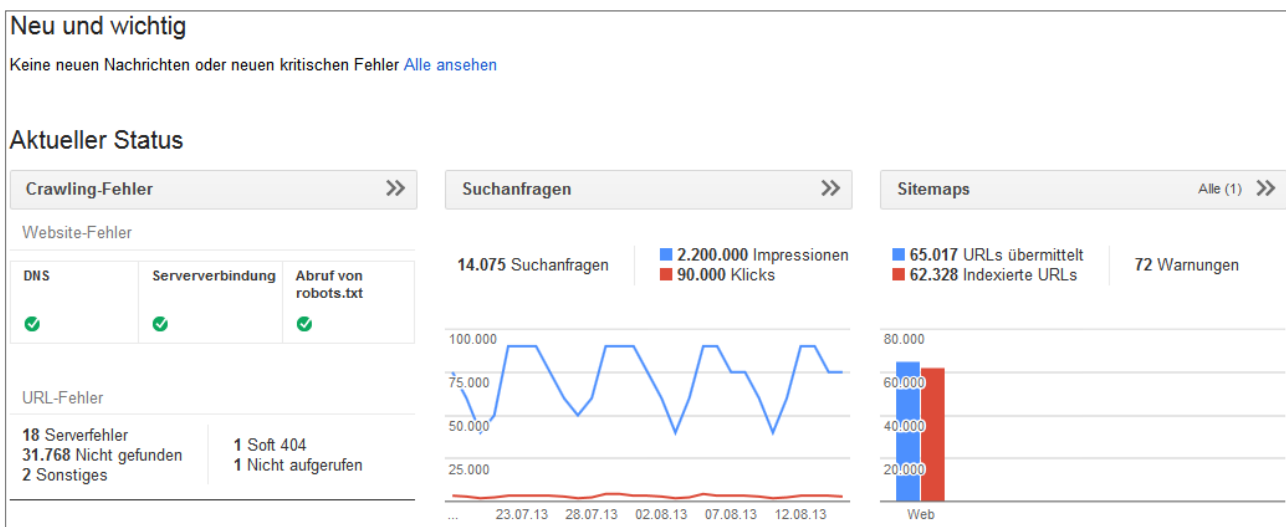 Neu und wichtig
Keine neuen Nachrichten oder neuen kritischen Fehler Alle ansehen
Aktueller Status
Crawling-Fehler
Website-Fehler
DNS
Serververbindung
Abruf von
robots.txt
URL-Fehler
18 Serverfehler
31.768 Nicht gefunden
2 Sonstiges
1 Soft 404
1 Nicht aufgerufen
Suchanfragen
14.075 Suchanfragen
2.200.000 Impressionen
90.000 Klicks
100.000
75.000
50.000
25.000
... 23.07.13 28.07.13 02.08.13 07.08.13 12.08.13
Sitemaps Alle (1)
65.017 URLs übermittelt
62.328 Indexierte URLs
72 Warnungen
80.000
60.000
40.000
20.000
Web